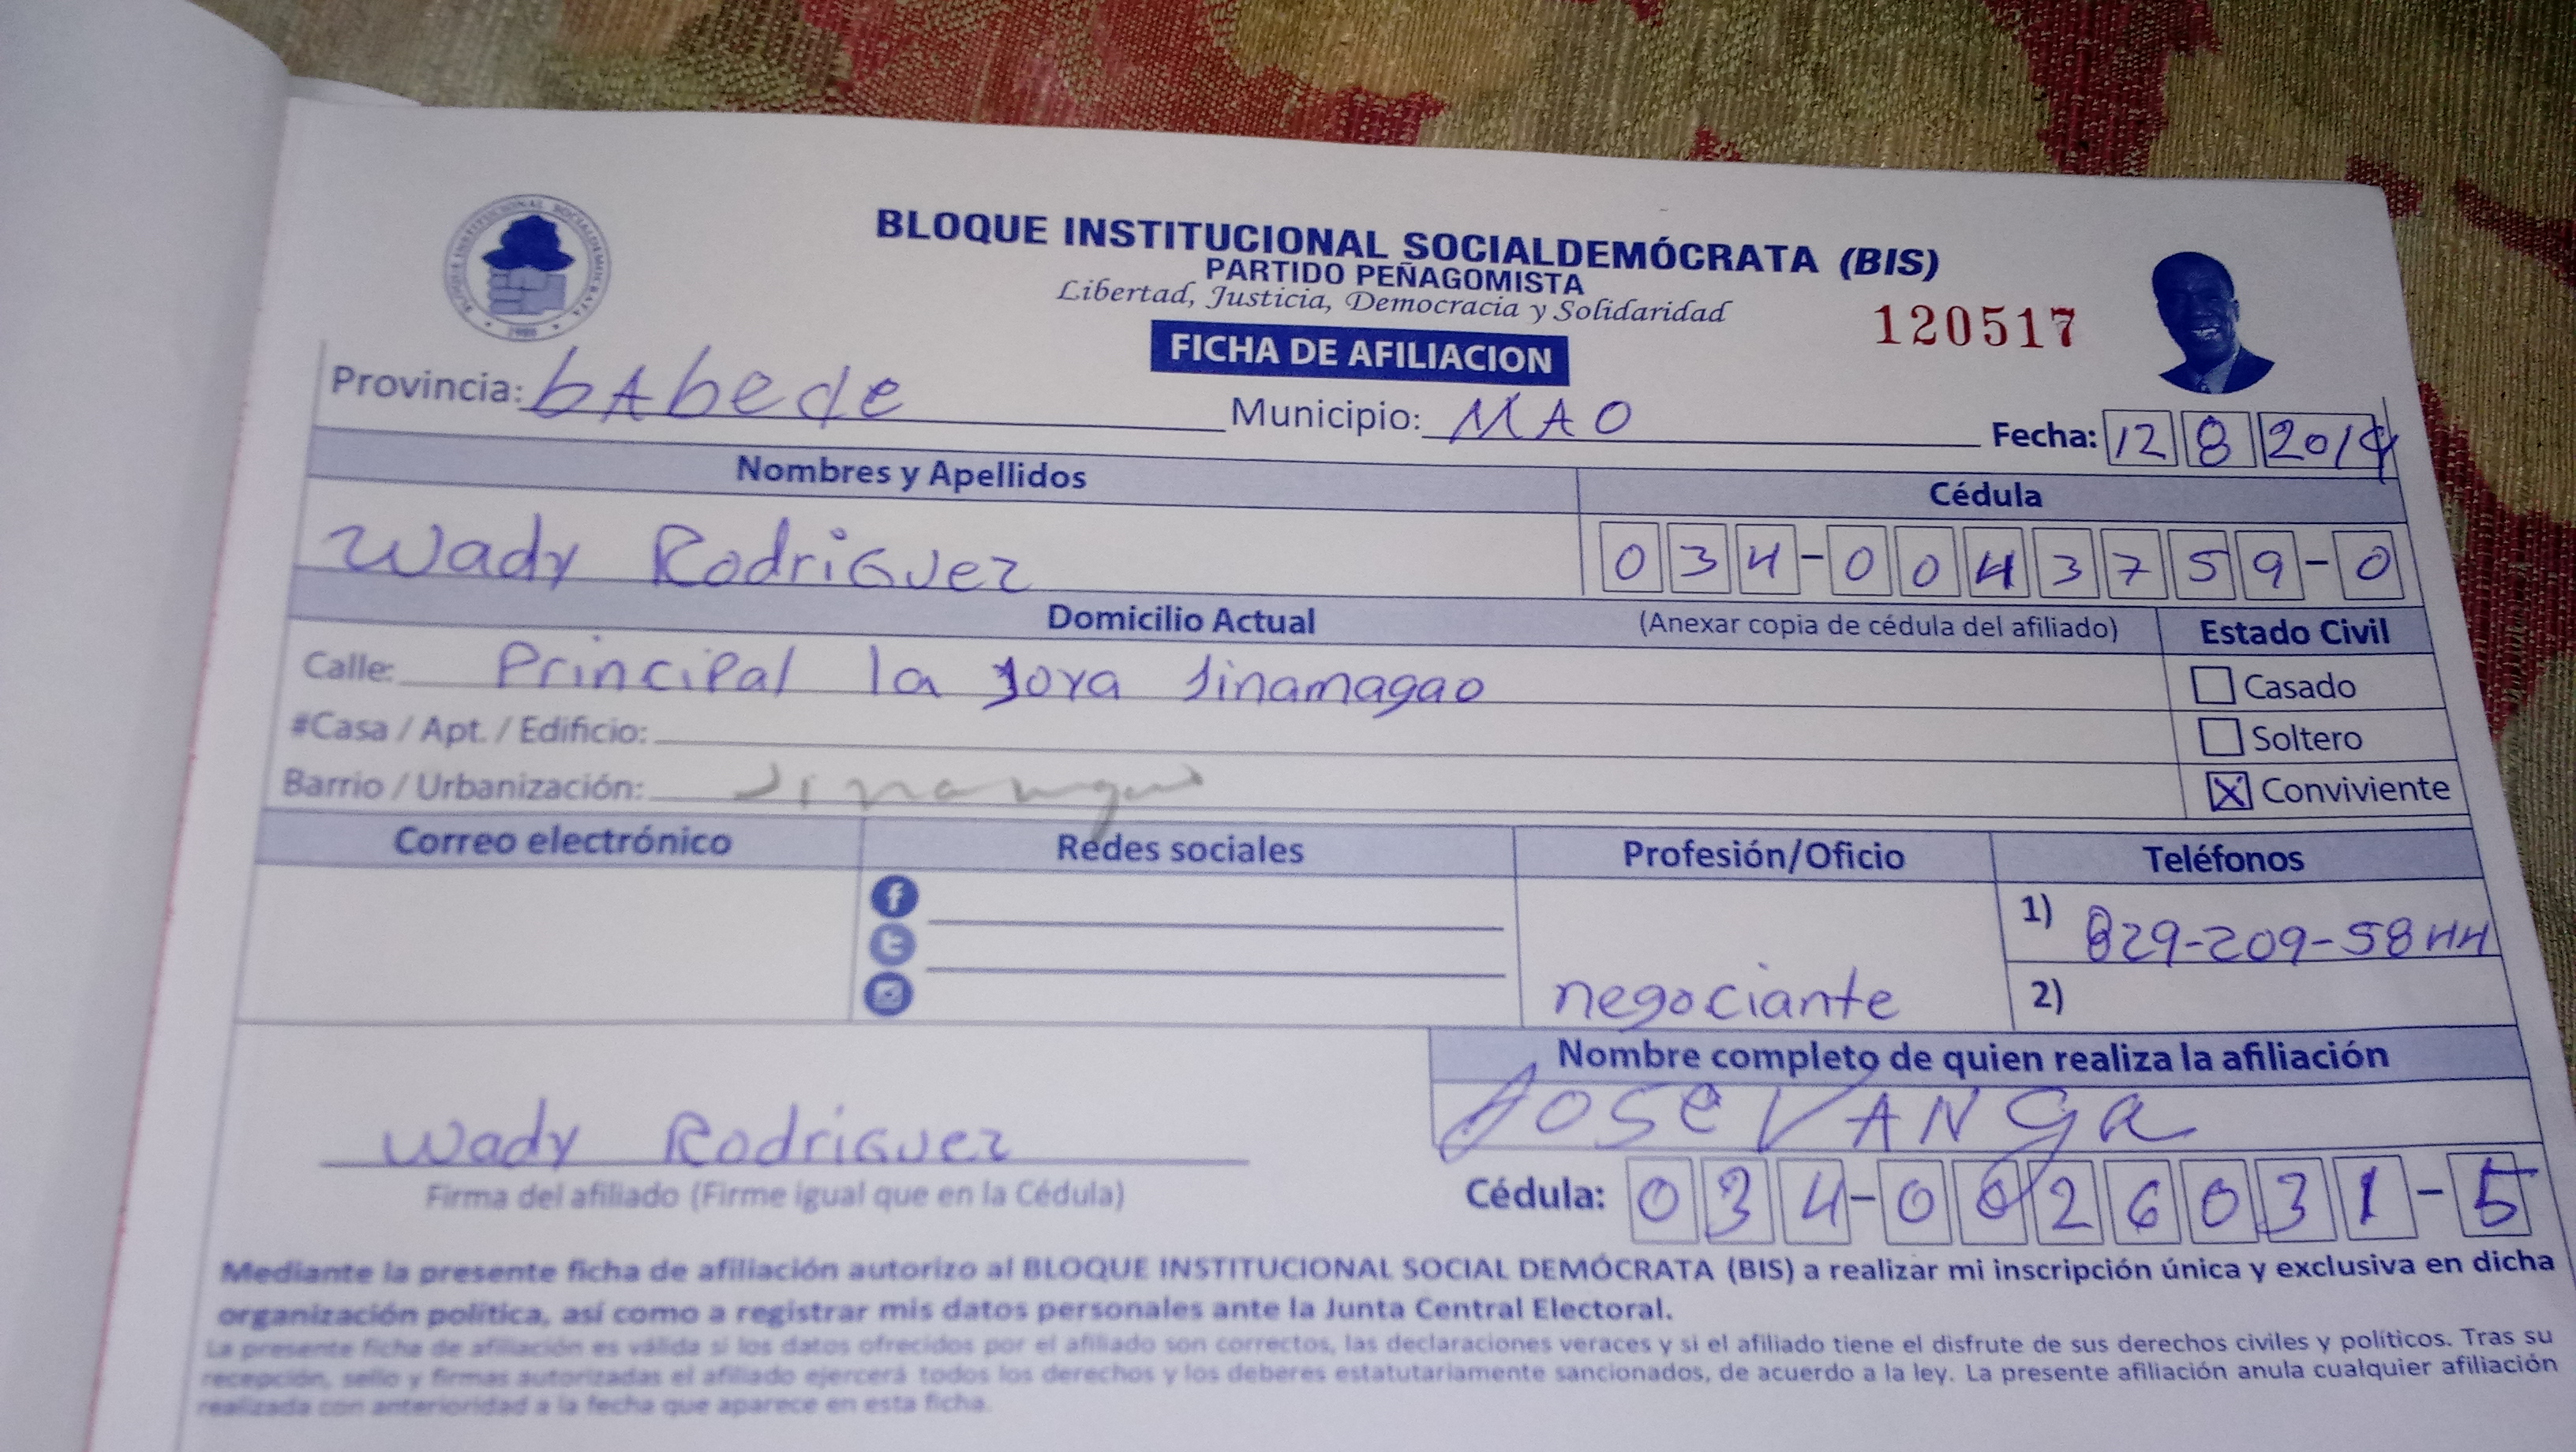 BLOQUE INSTITUCIONAL SOCIALDEMÓCRATA
1989
BLOQUE INSTITUCIONAL SOCIALDEMÓCRATA (BIS)
PARTIDO PEÑAGOMISTA
Libertad, Justicia, Democracia y Solidaridad
120517
FICHA DE AFILIACION
Provincia: bAbede Municipio: MAO Fecha: 12 8 2019
Nombres y Apellidos Cédula
Wady Rodriguez 034-0043759-0
Domicilio Actual (Anexar copia de cédula del afiliado) Estado Civil
Calle: Principal la Joya Jinamagao Casado
#Casa / Apt. / Edificio: Soltero
Barrio / Urbanización: X Conviviente
Correo electrónico Redes sociales Profesión/Oficio Teléfonos
1) 829-209-5844
negociante 2)
Nombre completo de quien realiza la afiliación
Wady Rodriguez Jose VANga
Firma del afiliado (Firme igual que en la Cédula) Cédula: 034-0026031-5
Mediante la presente ficha de afiliación autorizo al BLOQUE INSTITUCIONAL SOCIAL DEMÓCRATA (BIS) a realizar mi inscripción única y exclusiva en dicha
organización política, así como a registrar mis datos personales ante la Junta Central Electoral.
La presente ficha de afiliación es válida si los datos ofrecidos por el afiliado son correctos, las declaraciones veraces y si el afiliado tiene el disfrute de sus derechos civiles y políticos. Tras su
recepción, sello y firmas autorizadas el afiliado ejercerá todos los derechos y los deberes estatutariamente sancionados, de acuerdo a la ley. La presente afiliación anula cualquier afiliación
realizada con anterioridad a la fecha que aparece en esta ficha.